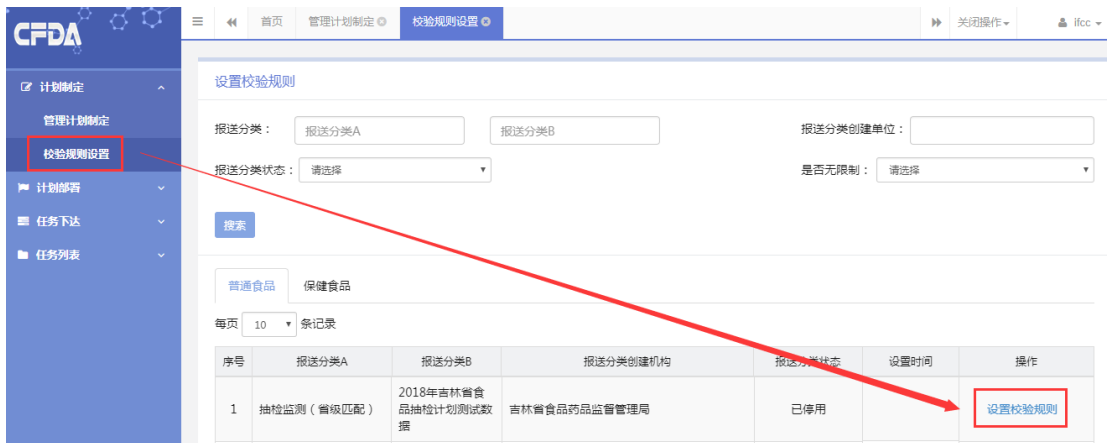 CFDA
首页 管理计划制定 校验规则设置 关闭操作 ifcc
计划制定
管理计划制定
校验规则设置
计划部署
任务下达
任务列表
设置校验规则
报送分类： 报送分类A 报送分类B 报送分类创建单位：
报送分类状态： 请选择 是否无限制： 请选择
搜索
普通食品 保健食品
每页 10 条记录
序号 报送分类A 报送分类B 报送分类创建机构 报送分类状态 设置时间 操作
1 抽检监测（省级匹配） 2018年吉林省食 吉林省食品药品监督管理局 已停用 设置校验规则
品抽检计划测试数
据